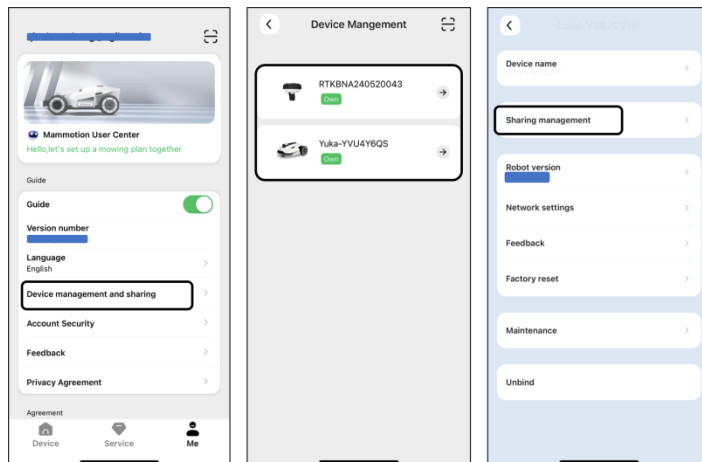 Mammotion User Center
Hello,let's set up a mowing plan together
Guide
Guide
Version number
Language
English
Device management and sharing
Account Security
Feedback
Privacy Agreement
Agreement
Device
Service
Me
Device Mangement
RTKBNA240520043
Own
Yuka-YVU4Y6QS
Own
Device name
Sharing management
Robot version
Network settings
Feedback
Factory reset
Maintenance
Unbind